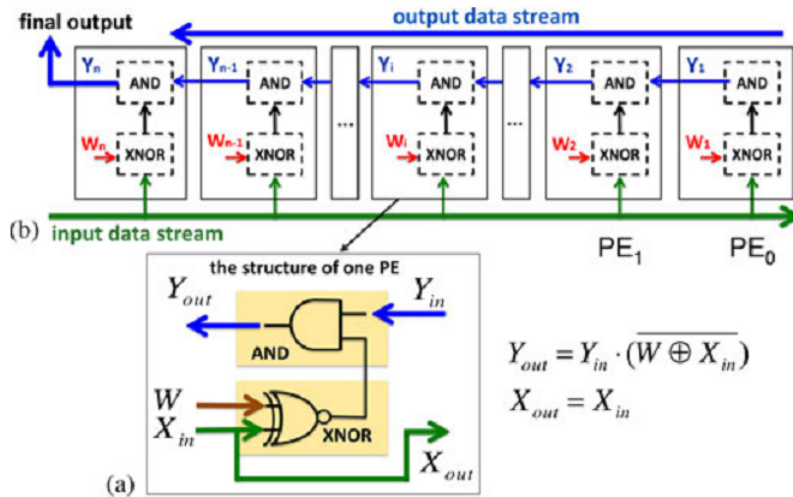 final output
output data stream
Yn Yn-1 Yi Y2 Y1
AND AND AND AND AND
... ...
Wn Wn-1 Wi W2 W1
XNOR XNOR XNOR XNOR XNOR
(b) input data stream PE1 PE0
the structure of one PE
Yout Yin
AND
W
Xin XNOR
Xout
(a)
Yout = Yin · (\overline{W ⊕ Xin})
Xout = Xin